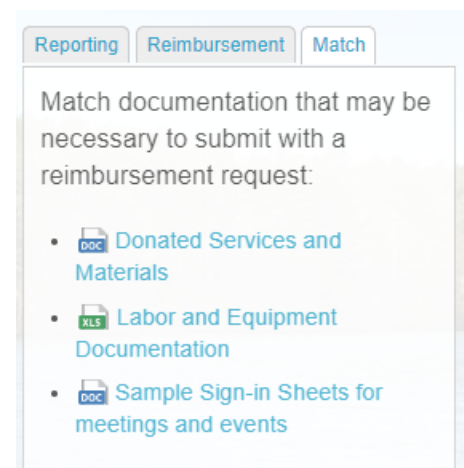 Reporting Reimbursement Match
Match documentation that may be
necessary to submit with a
reimbursement request:
DOC Donated Services and
Materials
XLS Labor and Equipment
Documentation
DOC Sample Sign-in Sheets for
meetings and events